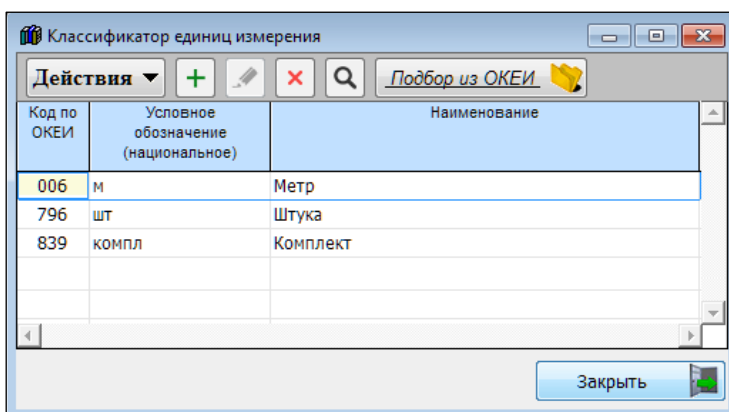 Классификатор единиц измерения
Действия Подбор из ОКЕИ
Код по ОКЕИ Условное обозначение (национальное) Наименование
006 м Метр
796 шт Штука
839 компл Комплект
Закрыть